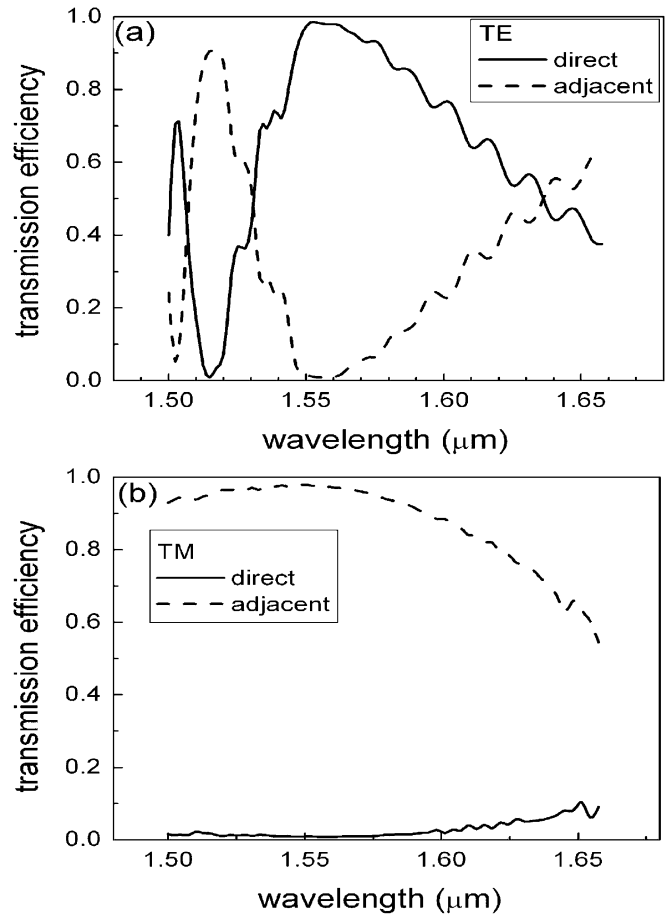 (a)
TE
direct
adjacent
transmission efficiency
1.0
0.8
0.6
0.4
0.2
0.0
1.50 1.55 1.60 1.65
wavelength (μm)
(b)
TM
direct
adjacent
transmission efficiency
1.0
0.8
0.6
0.4
0.2
0.0
1.50 1.55 1.60 1.65
wavelength (μm)